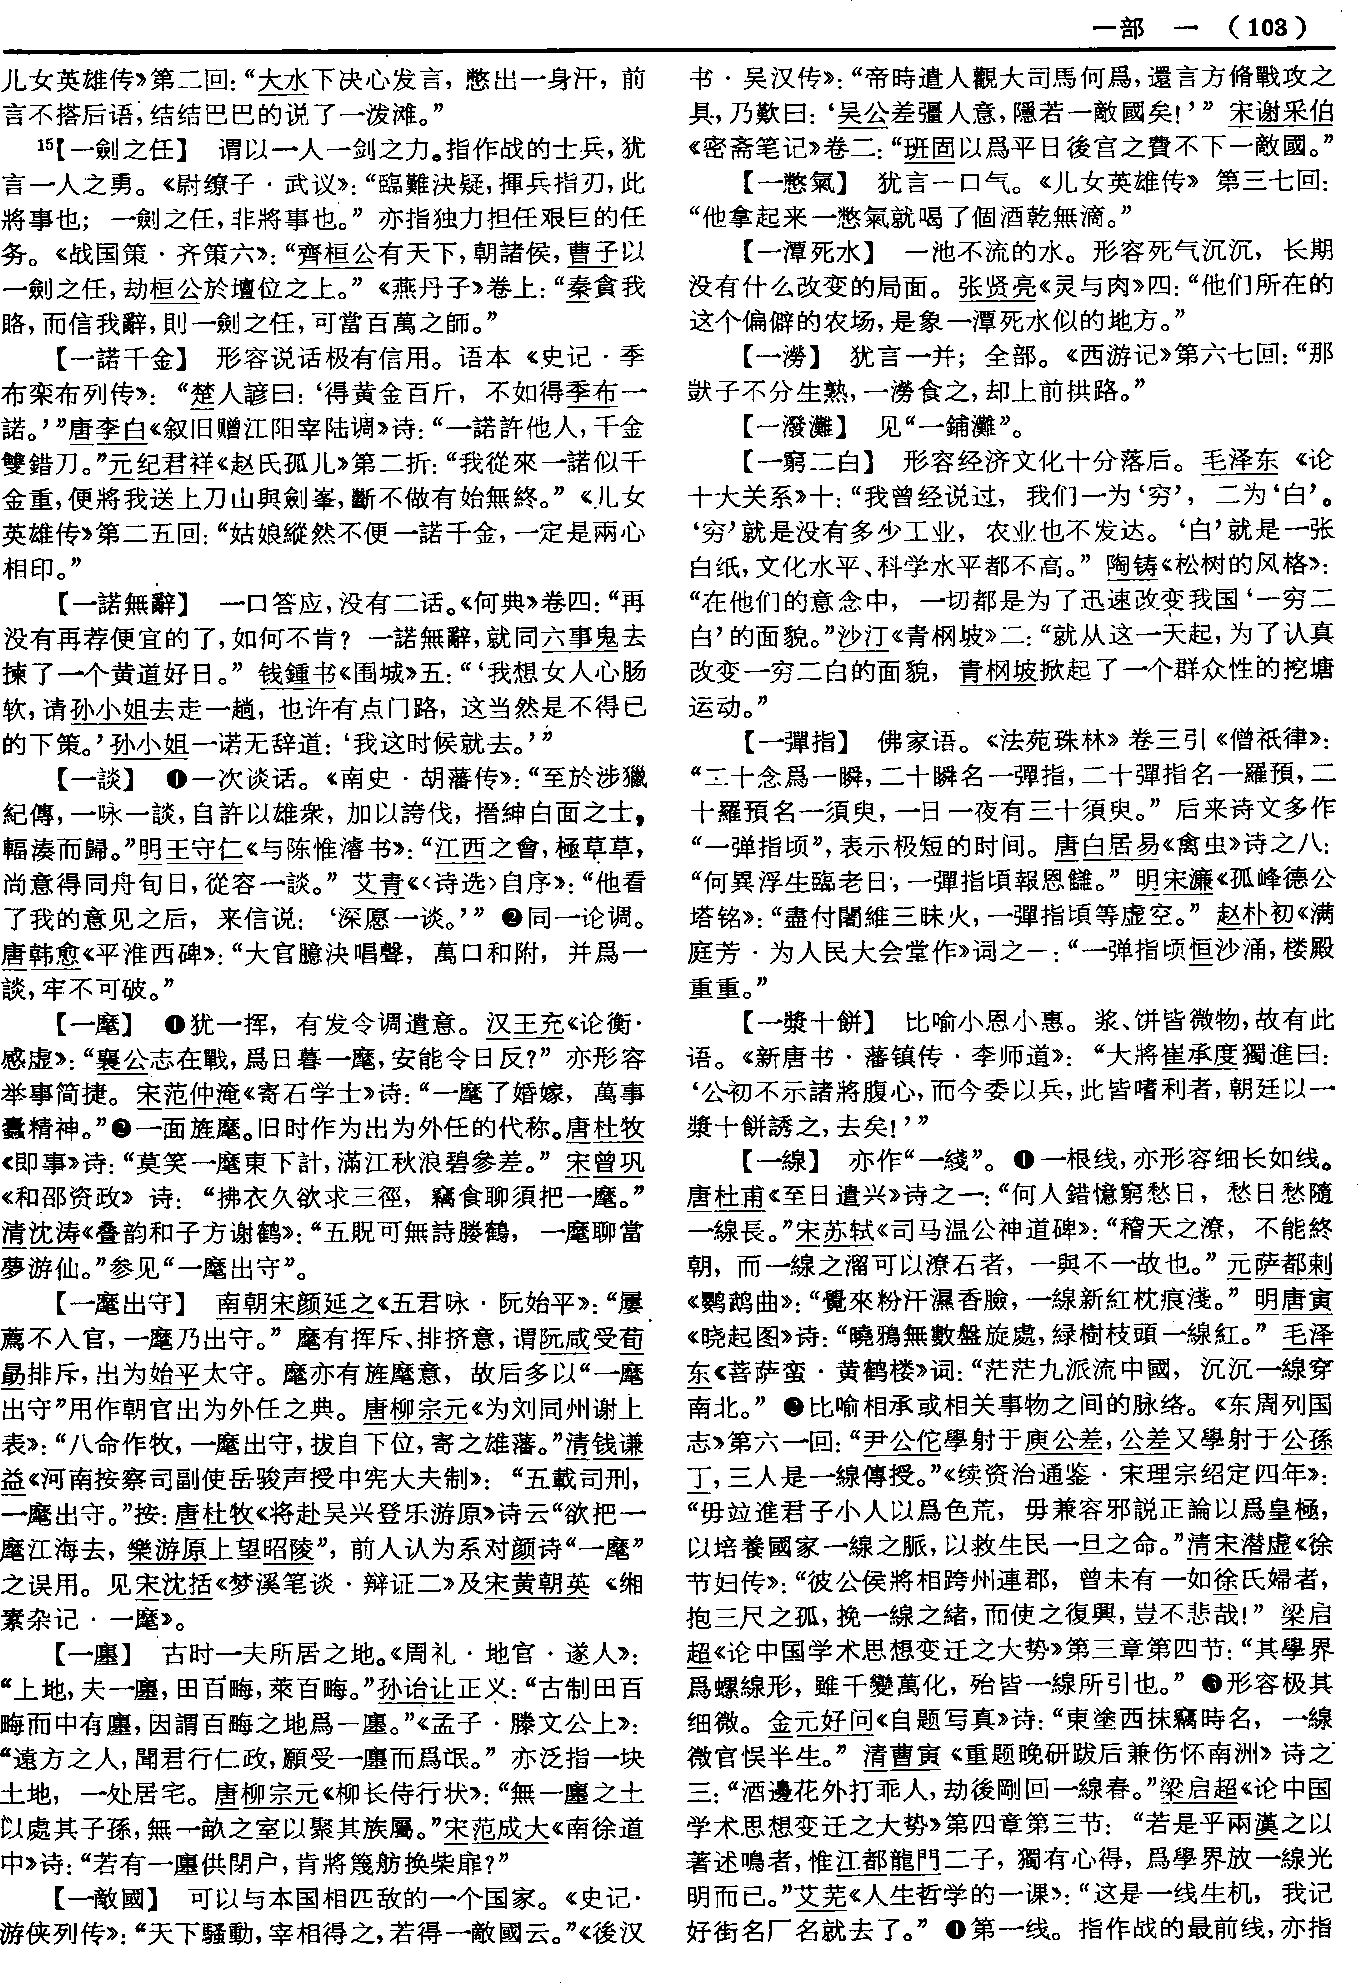 一部 一 （103）
儿女英雄传》第二回：“大水下决心发言，憋出一身汗，前
言不搭后语，结结巴巴的说了一泼滩。”
15【一劍之任】 谓以一人一剑之力。指作战的士兵，犹
言一人之勇。《尉缭子·武议》：“臨難決疑，揮兵指刃，此
將事也；一劍之任，非將事也。” 亦指独力担任艰巨的任
务。《战国策·齐策六》：“齊桓公有天下，朝諸侯，曹子以
一劍之任，劫桓公於壇位之上。”《燕丹子》卷上：“秦貪我
賂，而信我辭，則一劍之任，可當百萬之師。”
【一諾千金】 形容说话极有信用。语本《史记·季
布栾布列传》：“楚人諺曰：‘得黄金百斤，不如得季布一
諾。’”唐李白《叙旧赠江阳宰陆调》诗：“一諾許他人，千金
雙錯刀。”元纪君祥《赵氏孤儿》第二折：“我從來一諾似千
金重，便將我送上刀山與劍峯，斷不做有始無終。”《儿女
英雄传》第二五回：“姑娘縱然不便一諾千金，一定是兩心
相印。”
【一諾無辭】 一口答应，没有二话。《何典》卷四：“再
没有再荐便宜的了，如何不肯？一諾無辭，就同六事鬼去
揀了一个黄道好日。” 钱鍾书《围城》五：“‘我想女人心肠
软，请孙小姐去走一趟，也许有点门路，这当然是不得已
的下策。’孙小姐一诺无辞道：‘我这时候就去。’”
【一談】 ❶一次谈话。《南史·胡藩传》：“至於涉獵
紀傳，一咏一談，自許以雄衆，加以誇伐，搢紳白面之士，
輻湊而歸。”明王守仁《与陈惟濬书》：“江西之會，極草草，
尚意得同舟旬日，從容一談。” 艾青《〈诗选〉自序》：“他看
了我的意见之后，来信说：‘深愿一谈。’” ❷同一论调。
唐韩愈《平淮西碑》：“大官臆決唱聲，萬口和附，并爲一
談，牢不可破。”
【一麾】 ❶犹一挥，有发令调遣意。汉王充《论衡·
感虚》：“襄公志在戰，爲日暮一麾，安能令日反？” 亦形容
举事简捷。宋范仲淹《寄石学士》诗：“一麾了婚嫁，萬事
蠹精神。”❷一面旌麾。旧时作为出为外任的代称。唐杜牧
《即事》诗：“莫笑一麾東下計，滿江秋浪碧參差。” 宋曾巩
《和邵资政》诗：“拂衣久欲求三徑，竊食聊須把一麾。”
清沈涛《叠韵和子方谢鹤》：“五貺可無詩媵鶴，一麾聊當
夢游仙。”参见“一麾出守”。
【一麾出守】 南朝宋颜延之《五君咏·阮始平》：“屢
薦不入官，一麾乃出守。” 麾有挥斥、排挤意，谓阮咸受荀
勗排斥，出为始平太守。麾亦有旌麾意，故后多以“一麾
出守”用作朝官出为外任之典。唐柳宗元《为刘同州谢上
表》：“八命作牧，一麾出守，拔自下位，寄之雄藩。”清钱谦
益《河南按察司副使岳骏声授中宪大夫制》：“五載司刑，
一麾出守。”按：唐杜牧《将赴吴兴登乐游原》诗云“欲把一
麾江海去，樂游原上望昭陵”，前人认为系对颜诗“一麾”
之误用。见宋沈括《梦溪笔谈·辩证二》及宋黄朝英《缃
素杂记·一麾》。
【一廛】 古时一夫所居之地。《周礼·地官·遂人》：
“上地，夫一廛，田百畮，萊百畮。”孙诒让正义：“古制田百
畮而中有廛，因謂百畮之地爲一廛。”《孟子·滕文公上》：
“遠方之人，聞君行仁政，願受一廛而爲氓。” 亦泛指一块
土地，一处居宅。唐柳宗元《柳长侍行状》：“無一廛之土
以處其子孫，無一畝之室以聚其族屬。”宋范成大《南徐道
中》诗：“若有一廛供閉户，肯將篾舫换柴扉？”
【一敵國】 可以与本国相匹敌的一个国家。《史记·
游侠列传》：“天下騷動，宰相得之，若得一敵國云。”《後汉
书·吴汉传》：“帝時遣人觀大司馬何爲，還言方脩戰攻之
具，乃歎曰：‘吴公差彊人意，隱若一敵國矣！’” 宋谢采伯
《密斋笔记》卷二：“班固以爲平日後宫之費不下一敵國。”
【一憋氣】 犹言一口气。《儿女英雄传》第三七回：
“他拿起来一憋氣就喝了個酒乾無滴。”
【一潭死水】 一池不流的水。形容死气沉沉，长期
没有什么改变的局面。张贤亮《灵与肉》四：“他们所在的
这个偏僻的农场，是象一潭死水似的地方。”
【一澇】 犹言一并；全部。《西游记》第六七回：“那
獃子不分生熟，一澇食之，却上前拱路。”
【一潑灘】 见“一鋪灘”。
【一窮二白】 形容经济文化十分落后。毛泽东《论
十大关系》十：“我曾经说过，我们一为‘穷’，二为‘白’。
‘穷’就是没有多少工业，农业也不发达。‘白’就是一张
白纸，文化水平、科学水平都不高。” 陶铸《松树的风格》：
“在他们的意念中，一切都是为了迅速改变我国‘一穷二
白’的面貌。”沙汀《青枫坡》二：“就从这一天起，为了认真
改变一穷二白的面貌，青枫坡掀起了一个群众性的挖塘
运动。”
【一彈指】 佛家语。《法苑珠林》卷三引《僧祇律》：
“二十念爲一瞬，二十瞬名一彈指，二十彈指名一羅預，二
十羅預名一須臾，一日一夜有三十須臾。” 后来诗文多作
“一弹指顷”，表示极短的时间。唐白居易《禽虫》诗之八：
“何異浮生臨老日，一彈指頃報恩讎。” 明宋濂《孤峰德公
塔铭》：“盡付闍維三昧火，一彈指頃等虚空。” 赵朴初《满
庭芳·为人民大会堂作》词之一：“一弹指顷恒沙涌，楼殿
重重。”
【一漿十餅】 比喻小恩小惠。浆、饼皆微物，故有此
语。《新唐书·藩镇传·李师道》：“大將崔承度獨進曰：
‘公初不示諸將腹心，而今委以兵，此皆嗜利者，朝廷以一
漿十餅誘之，去矣！’”
【一線】 亦作“一綫”。❶一根线，亦形容细长如线。
唐杜甫《至日遣兴》诗之一：“何人錯憶窮愁日，愁日愁隨
一線長。”宋苏轼《司马温公神道碑》：“稽天之潦，不能終
朝，而一線之溜可以潦石者，一與不一故也。” 元萨都剌
《鹦鹉曲》：“覺來粉汗濕香臉，一線新紅枕痕淺。” 明唐寅
《晓起图》诗：“曉鴉無數盤旋處，緑樹枝頭一線紅。” 毛泽
东《菩萨蛮·黄鹤楼》词：“茫茫九派流中國，沉沉一線穿
南北。” ❷比喻相承或相关事物之间的脉络。《东周列国
志》第六一回：“尹公佗學射于庾公差，公差又學射于公孫
丁，三人是一線傳授。”《续资治通鉴·宋理宗绍定四年》：
“毋竝進君子小人以爲色荒，毋兼容邪説正論以爲皇極，
以培養國家一線之脈，以救生民一旦之命。”清宋潜虚《徐
节妇传》：“彼公侯將相跨州連郡，曾未有一如徐氏婦者，
抱三尺之孤，挽一線之緒，而使之復興，豈不悲哉！” 梁启
超《论中国学术思想变迁之大势》第三章第四节：“其學界
爲螺線形，雖千變萬化，殆皆一線所引也。” ❸形容极其
细微。金元好问《自题写真》诗：“東塗西抹竊時名，一線
微官悮半生。” 清曹寅《重题晚研跋后兼伤怀南洲》诗之
三：“酒邊花外打乖人，劫後剛回一線春。”梁启超《论中国
学术思想变迁之大势》第四章第三节：“若是乎兩漢之以
著述鳴者，惟江都龍門二子，獨有心得，爲學界放一線光
明而已。”艾芜《人生哲学的一课》：“这是一线生机，我记
好街名厂名就去了。” ❹第一线。指作战的最前线，亦指